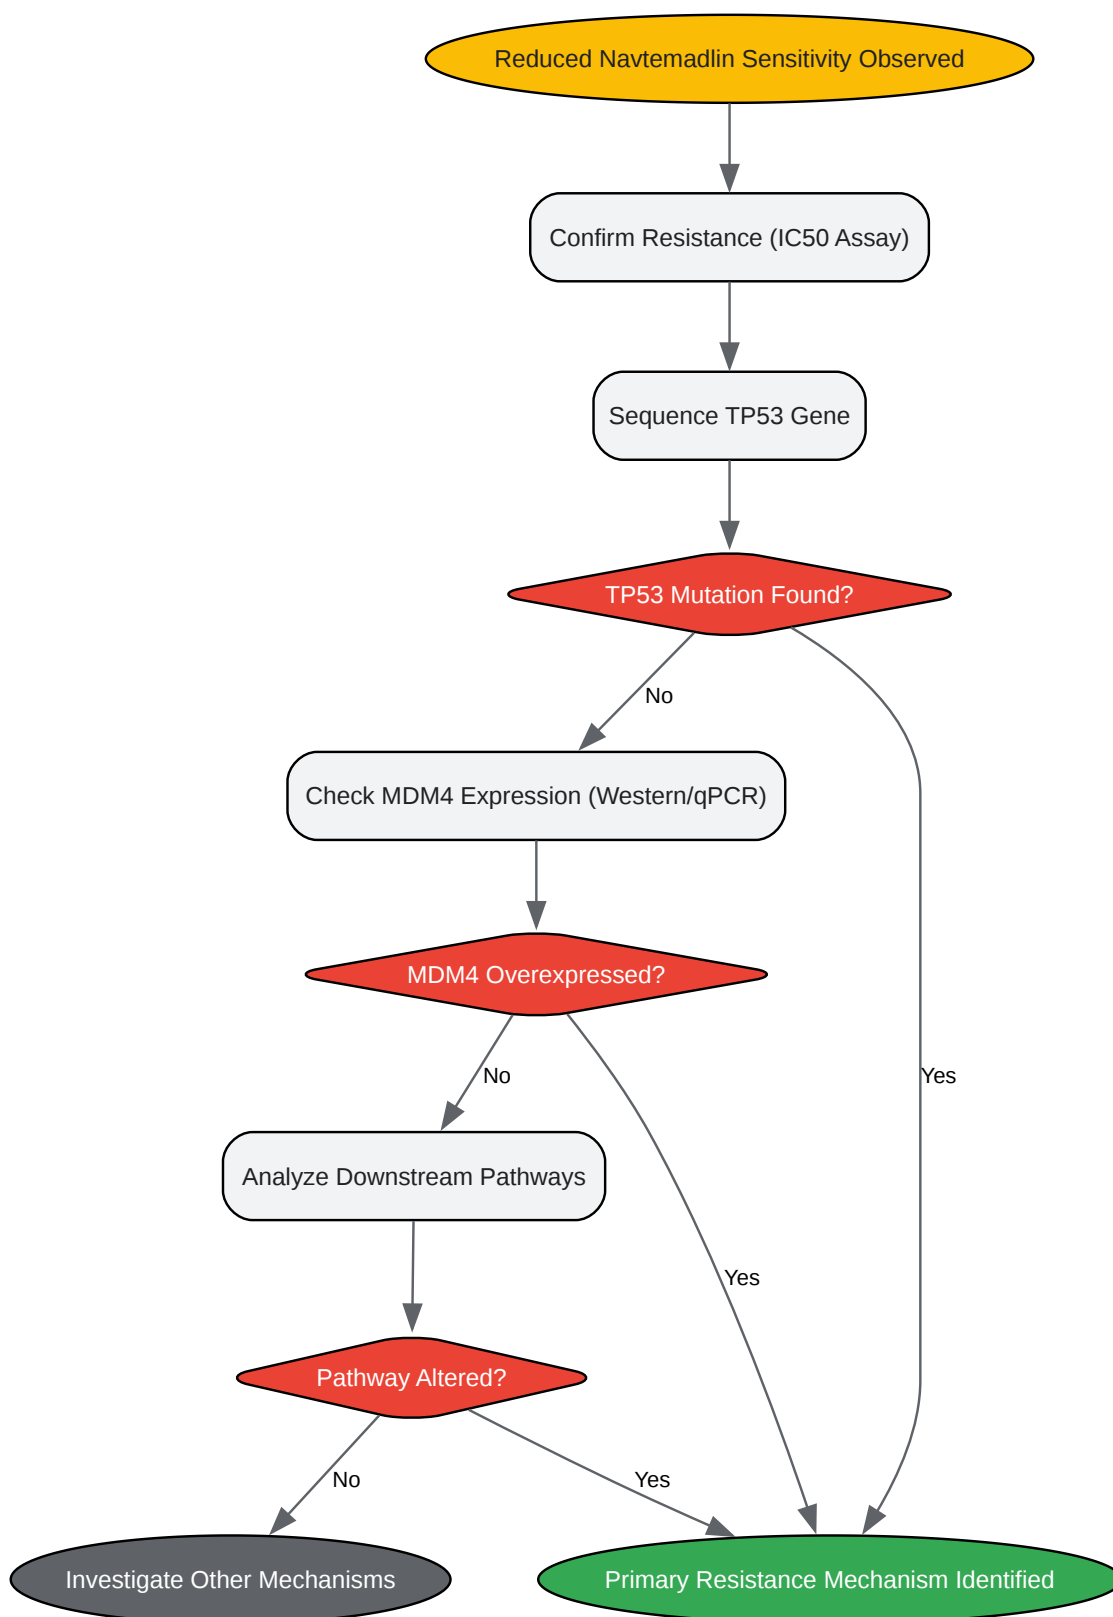 Reduced Navtemadlin Sensitivity Observed
Confirm Resistance (IC50 Assay)
Sequence TP53 Gene
TP53 Mutation Found?
No
Check MDM4 Expression (Western/qPCR)
MDM4 Overexpressed?
No
Yes
Analyze Downstream Pathways
Yes
Pathway Altered?
No
Yes
Investigate Other Mechanisms
Primary Resistance Mechanism Identified